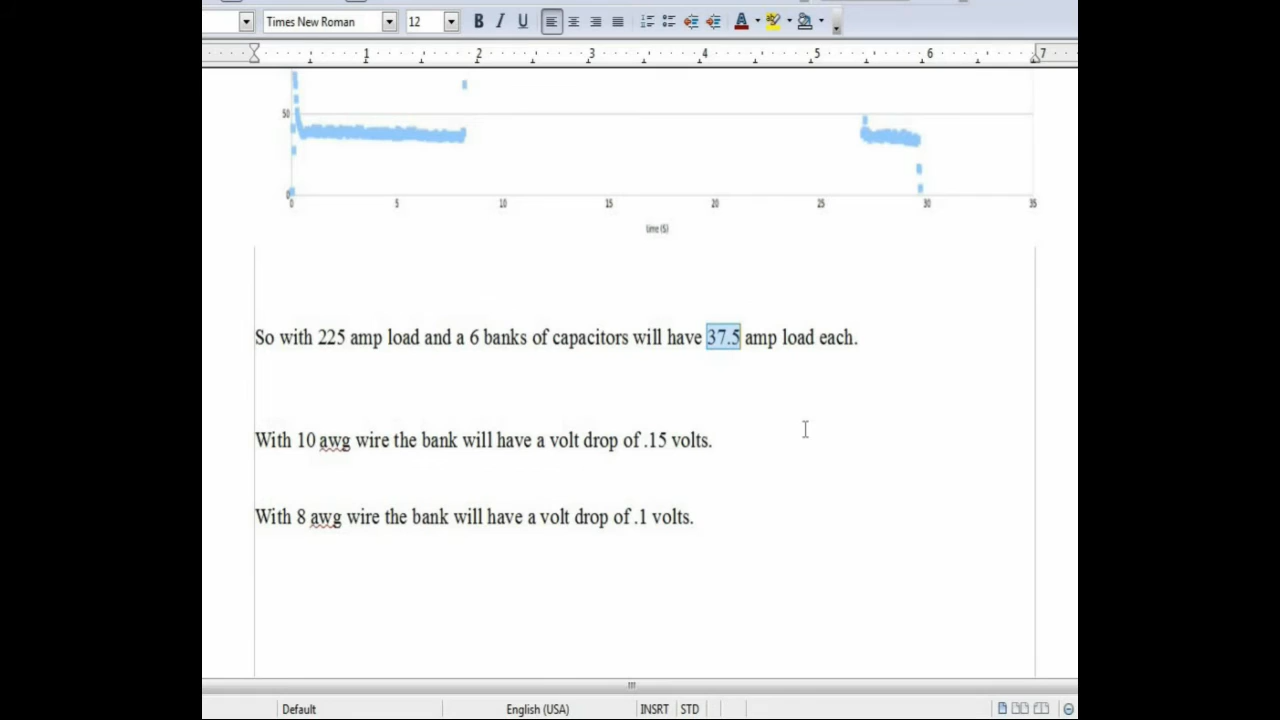 Times New Roman 12 B I U A
1 2 3 4 5 6 7
50
0
0 5 10 15 20 25 30 35
time (S)
So with 225 amp load and a 6 banks of capacitors will have 37.5 amp load each.
With 10 awg wire the bank will have a volt drop of .15 volts.
With 8 awg wire the bank will have a volt drop of .1 volts.
Default English (USA) INSRT STD